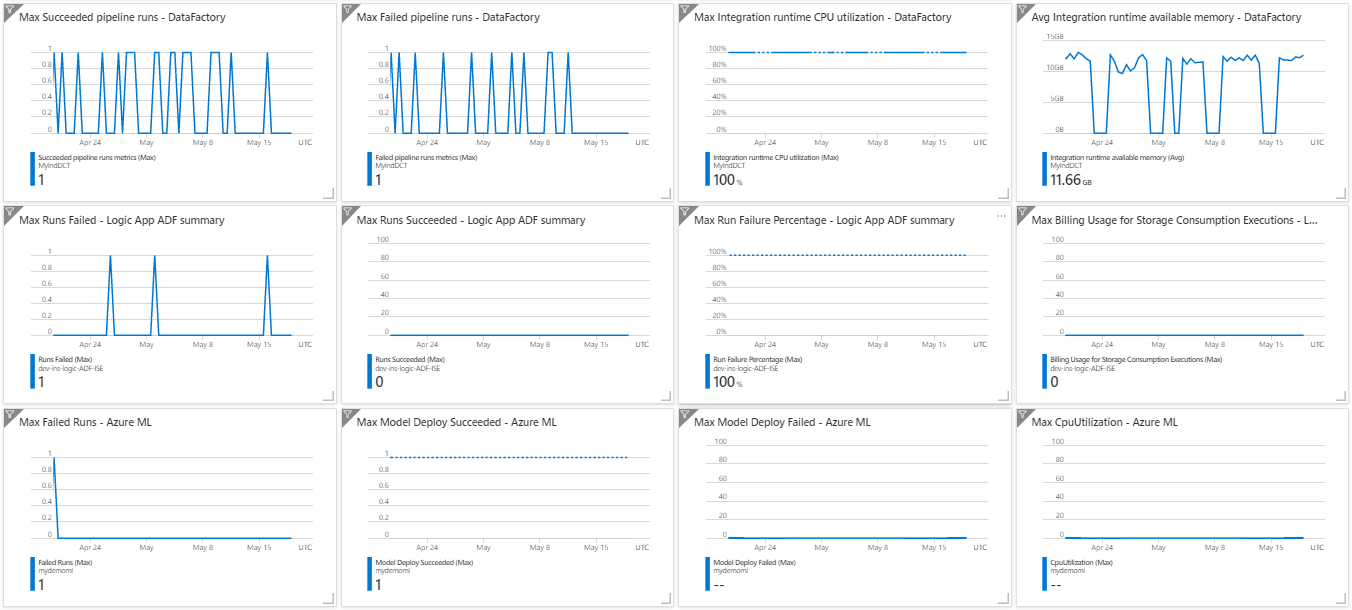 Max Succeeded pipeline runs - DataFactory
1
0.8
0.6
0.4
0.2
0
Apr 24
May
May 8
May 15
UTC
Succeeded pipeline runs metrics (Max)
MyIndDCT
1
Max Failed pipeline runs - DataFactory
1
0.8
0.6
0.4
0.2
0
Apr 24
May
May 8
May 15
UTC
Failed pipeline runs metrics (Max)
MyIndDCT
1
Max Integration runtime CPU utilization - DataFactory
100%
80%
60%
40%
20%
0%
Apr 24
May
May 8
May 15
UTC
Integration runtime CPU utilization (Max)
MyIndDCT
100 %
Avg Integration runtime available memory - DataFactory
15GB
10GB
5GB
0B
Apr 24
May
May 8
May 15
UTC
Integration runtime available memory (Avg)
MyIndDCT
11.66 GB
Max Runs Failed - Logic App ADF summary
1
0.8
0.6
0.4
0.2
0
Apr 24
May
May 8
May 15
UTC
Runs Failed (Max)
dev-ins-logic-ADF-ISE
1
Max Runs Succeeded - Logic App ADF summary
100
80
60
40
20
0
Apr 24
May
May 8
May 15
UTC
Runs Succeeded (Max)
dev-ins-logic-ADF-ISE
0
Max Run Failure Percentage - Logic App ADF summary
...
100%
80%
60%
40%
20%
0%
Apr 24
May
May 8
May 15
UTC
Run Failure Percentage (Max)
dev-ins-logic-ADF-ISE
100 %
Max Billing Usage for Storage Consumption Executions - L...
100
80
60
40
20
0
Apr 24
May
May 8
May 15
UTC
Billing Usage for Storage Consumption Executions (Max)
dev-ins-logic-ADF-ISE
0
Max Failed Runs - Azure ML
1
0.8
0.6
0.4
0.2
0
Apr 24
May
May 8
May 15
UTC
Failed Runs (Max)
mydemoml
1
Max Model Deploy Succeeded - Azure ML
1
0.8
0.6
0.4
0.2
0
Apr 24
May
May 8
May 15
UTC
Model Deploy Succeeded (Max)
mydemoml
1
Max Model Deploy Failed - Azure ML
100
80
60
40
20
0
Apr 24
May
May 8
May 15
UTC
Model Deploy Failed (Max)
mydemoml
--
Max CpuUtilization - Azure ML
100
80
60
40
20
0
Apr 24
May
May 8
May 15
UTC
CpuUtilization (Max)
mydemoml
--